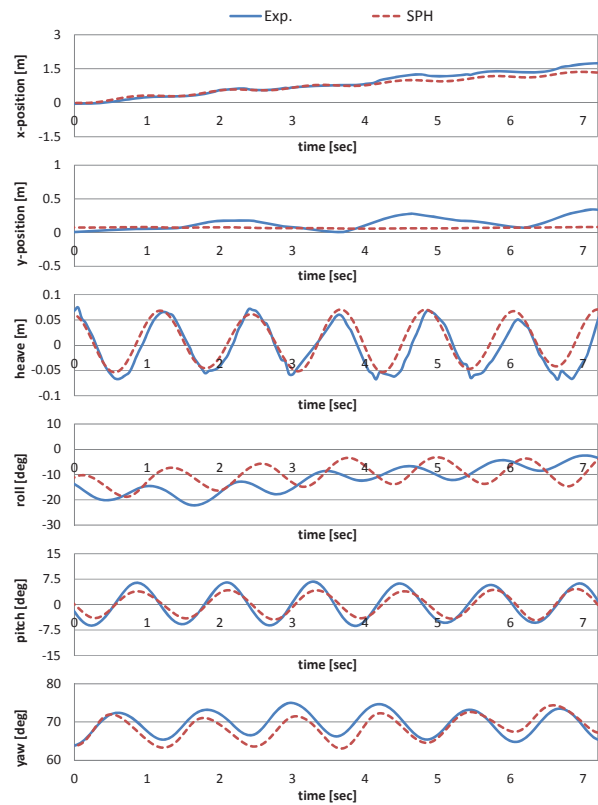 Exp. SPH
x-position [m]
3
1.5
0
-1.5
0 1 2 3 4 5 6 7
time [sec]
y-position [m]
1
0.5
0
-0.5
0 1 2 3 4 5 6 7
time [sec]
heave [m]
0.1
0.05
0
-0.05
-0.1
0 1 2 3 4 5 6 7
time [sec]
roll [deg]
10
0
-10
-20
-30
0 1 2 3 4 5 6 7
time [sec]
pitch [deg]
15
7.5
0
-7.5
-15
0 1 2 3 4 5 6 7
time [sec]
yaw [deg]
80
70
60
0 1 2 3 4 5 6 7
time [sec]